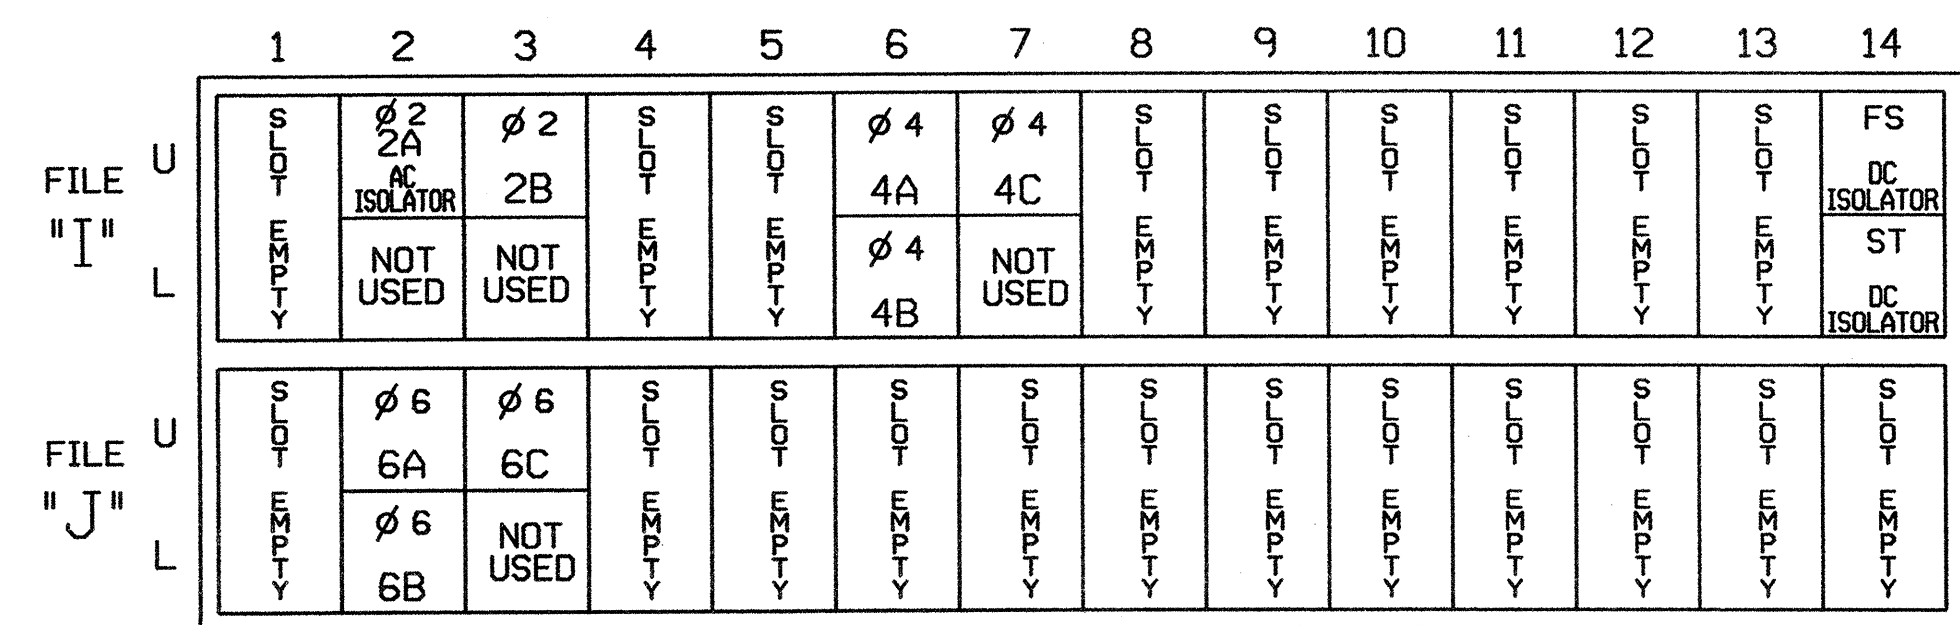 1 2 3 4 5 6 7 8 9 10 11 12 13 14
FILE "I"
U
L
SLOT EMPTY
Ø 2
2A
AC
ISOLATOR
NOT
USED
Ø 2
2B
NOT
USED
SLOT EMPTY
SLOT EMPTY
Ø 4
4A
Ø 4
4B
Ø 4
4C
NOT
USED
SLOT EMPTY
SLOT EMPTY
SLOT EMPTY
SLOT EMPTY
SLOT EMPTY
SLOT EMPTY
FS
DC
ISOLATOR
ST
DC
ISOLATOR
FILE "J"
U
L
SLOT EMPTY
Ø 6
6A
Ø 6
6B
Ø 6
6C
NOT
USED
SLOT EMPTY
SLOT EMPTY
SLOT EMPTY
SLOT EMPTY
SLOT EMPTY
SLOT EMPTY
SLOT EMPTY
SLOT EMPTY
SLOT EMPTY
SLOT EMPTY
SLOT EMPTY